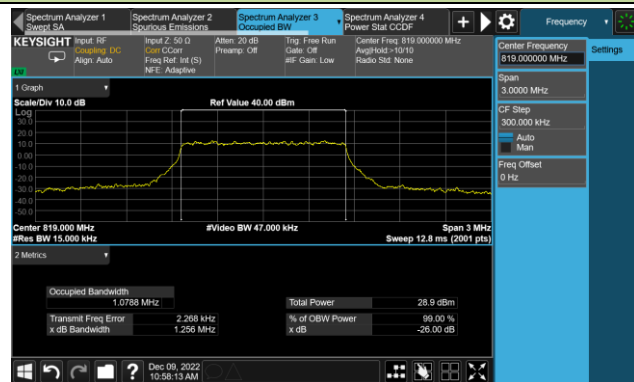 Spectrum Analyzer 1
Swept SA
Spectrum Analyzer 2
Spurious Emissions
Spectrum Analyzer 3
Occupied BW
Spectrum Analyzer 4
Power Stat CCDF
Frequency
KEYSIGHT
Input: RF
Coupling: DC
Align: Auto
Input Z: 50 Ω
Corr CCorr
Freq Ref: Int (S)
NFE: Adaptive
Atten: 20 dB
Preamp: Off
Trig: Free Run
Gate: Off
#IF Gain: Low
Center Freq: 819.000000 MHz
Avg|Hold:>10/10
Radio Std: None
Center Frequency
819.000000 MHz
Settings
Span
3.0000 MHz
CF Step
300.000 kHz
Auto
Man
Freq Offset
0 Hz
1 Graph
Scale/Div 10.0 dB
Ref Value 40.00 dBm
Log
30.0
20.0
10.0
0.00
-10.0
-20.0
-30.0
-40.0
-50.0
Center 819.000 MHz
#Video BW 47.000 kHz
Span 3 MHz
#Res BW 15.000 kHz
Sweep 12.8 ms (2001 pts)
2 Metrics
Occupied Bandwidth
1.0788 MHz
Total Power 28.9 dBm
Transmit Freq Error 2.268 kHz
% of OBW Power 99.00 %
x dB Bandwidth 1.256 MHz
x dB -26.00 dB
?
Dec 09, 2022
10:58:13 AM